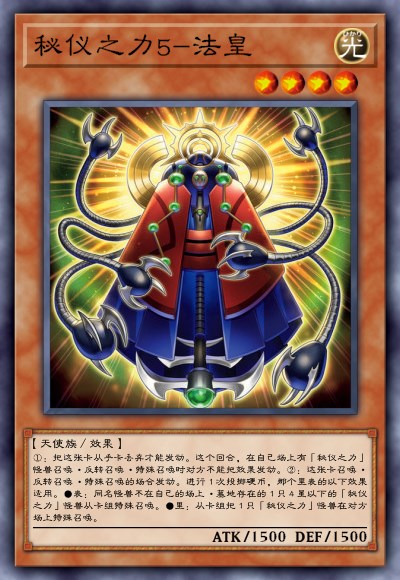 秘仪之力5-法皇
光
ひかり
【天使族/效果】
①：把这张卡从手卡丢弃才能发动。这个回合，在自己场上有「秘仪之力」
怪兽召唤·反转召唤·特殊召唤时对方不能把效果发动。②：这张卡召唤·
反转召唤·特殊召唤的场合发动。进行1次投掷硬币，那个里表的以下效果
适用。●表：同名怪兽不在自己的场上·墓地存在的1只4星以下的「秘仪
之力」怪兽从卡组特殊召唤。●里：从卡组把1只「秘仪之力」怪兽在对方
场上特殊召唤。
ATK/1500 DEF/1500